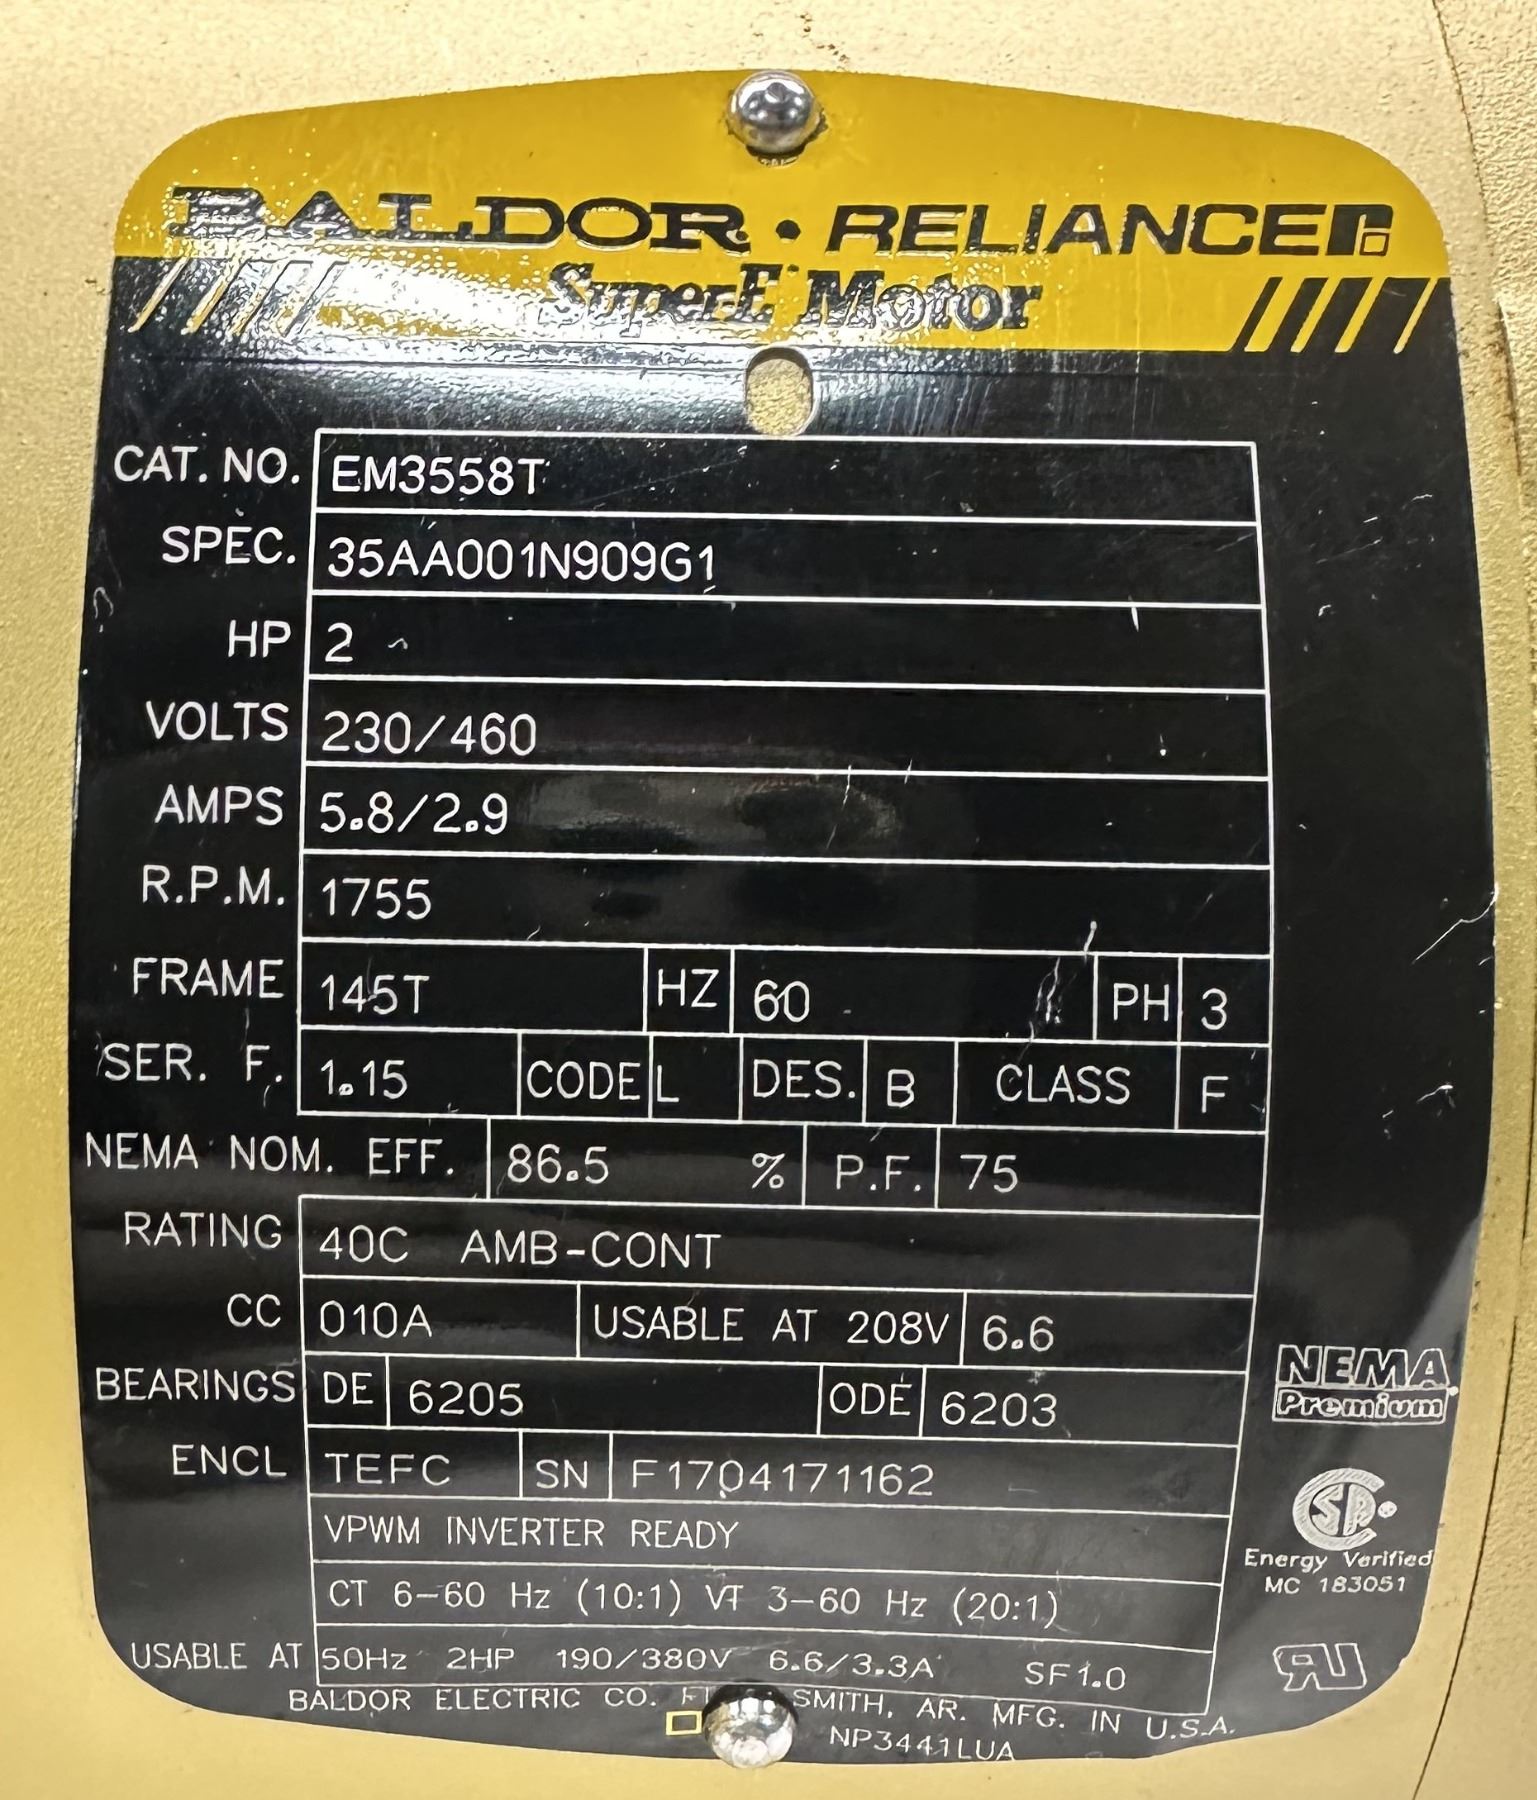 BALDOR • RELIANCE
SuperE Motor
CAT. NO. EM3558T
SPEC. 35AA001N909G1
HP 2
VOLTS 230/460
AMPS 5.8/2.9
R.P.M. 1755
FRAME 145T HZ 60 PH 3
SER. F. 1.15 CODE L DES. B CLASS F
NEMA NOM. EFF. 86.5 % P.F. 75
RATING 40C AMB-CONT
CC 010A USABLE AT 208V 6.6
NEMA
Premium
BEARINGS DE 6205 ODE 6203
ENCL TEFC SN F1704171162
VPWM INVERTER READY
Energy Verified
MC 183051
CT 6-60 Hz (10:1) VT 3-60 Hz (20:1)
USABLE AT 50Hz 2HP 190/380V 6.6/3.3A SF1.0
BALDOR ELECTRIC CO. SMITH, AR. MFG. IN U.S.A.
NP3441LUA